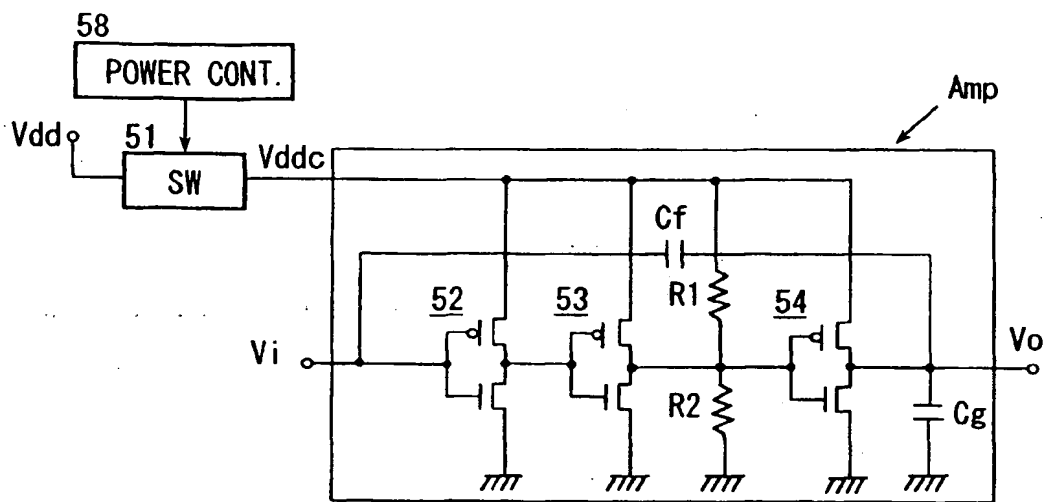 58
POWER CONT.
Amp
Vdd
51
Vddc
SW
Cf
52
53
R1
54
Vi
Vo
R2
Cg